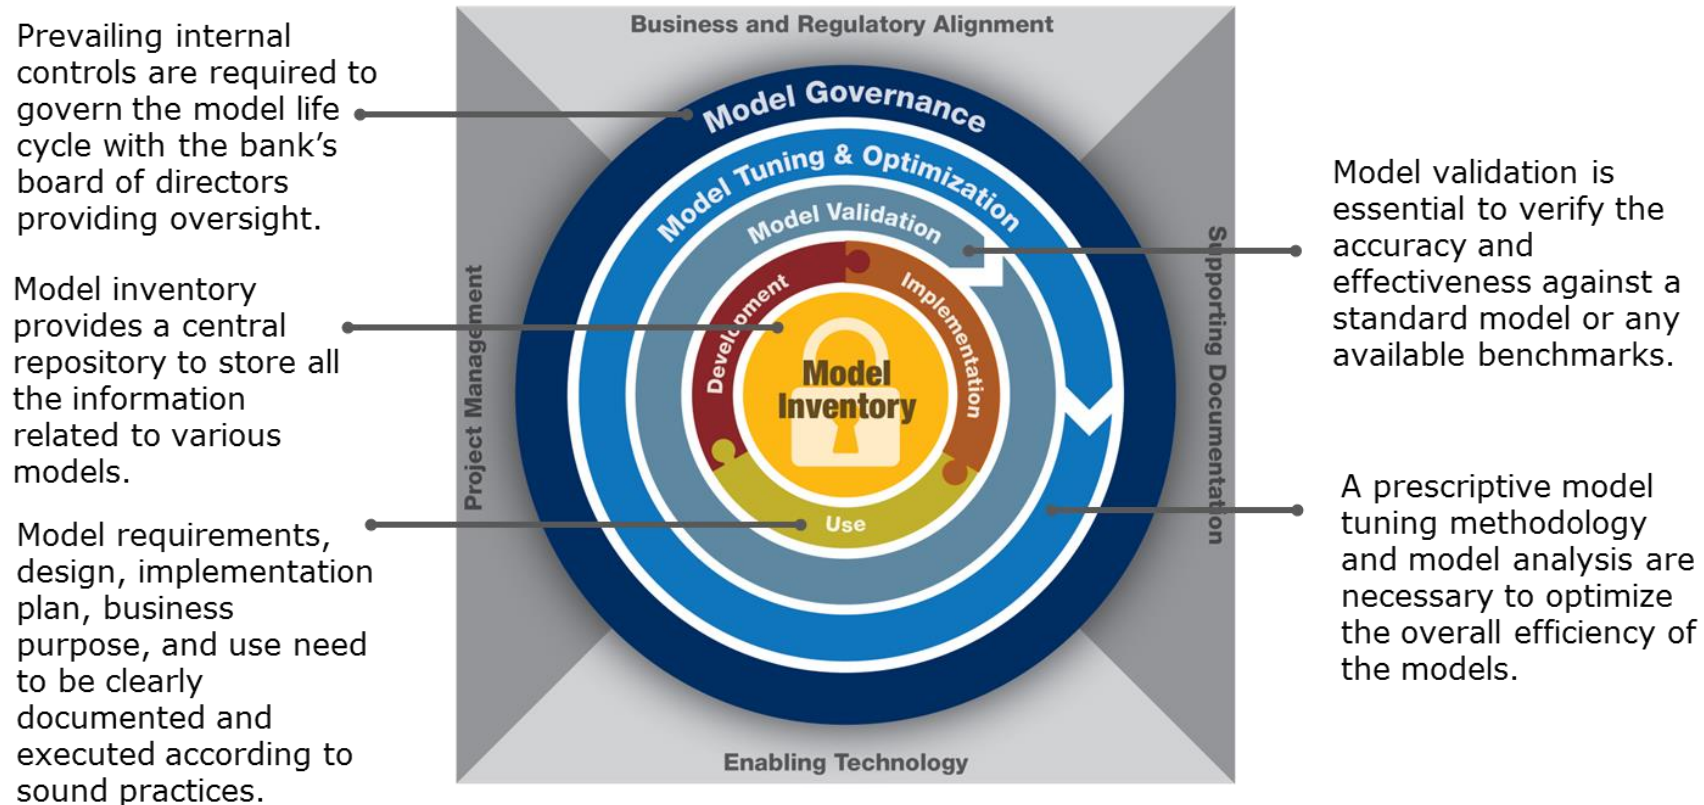 Prevailing internal
controls are required to
govern the model life
cycle with the bank’s
board of directors
providing oversight.
Model inventory
provides a central
repository to store all
the information
related to various
models.
Model requirements,
design, implementation
plan, business
purpose, and use need
to be clearly
documented and
executed according to
sound practices.
Business and Regulatory Alignment
Project Management
Supporting Documentation
Enabling Technology
Model Governance
Model Tuning & Optimization
Model Validation
Development
Implementation
Use
Model
Inventory
Model validation is
essential to verify the
accuracy and
effectiveness against a
standard model or any
available benchmarks.
A prescriptive model
tuning methodology
and model analysis are
necessary to optimize
the overall efficiency of
the models.